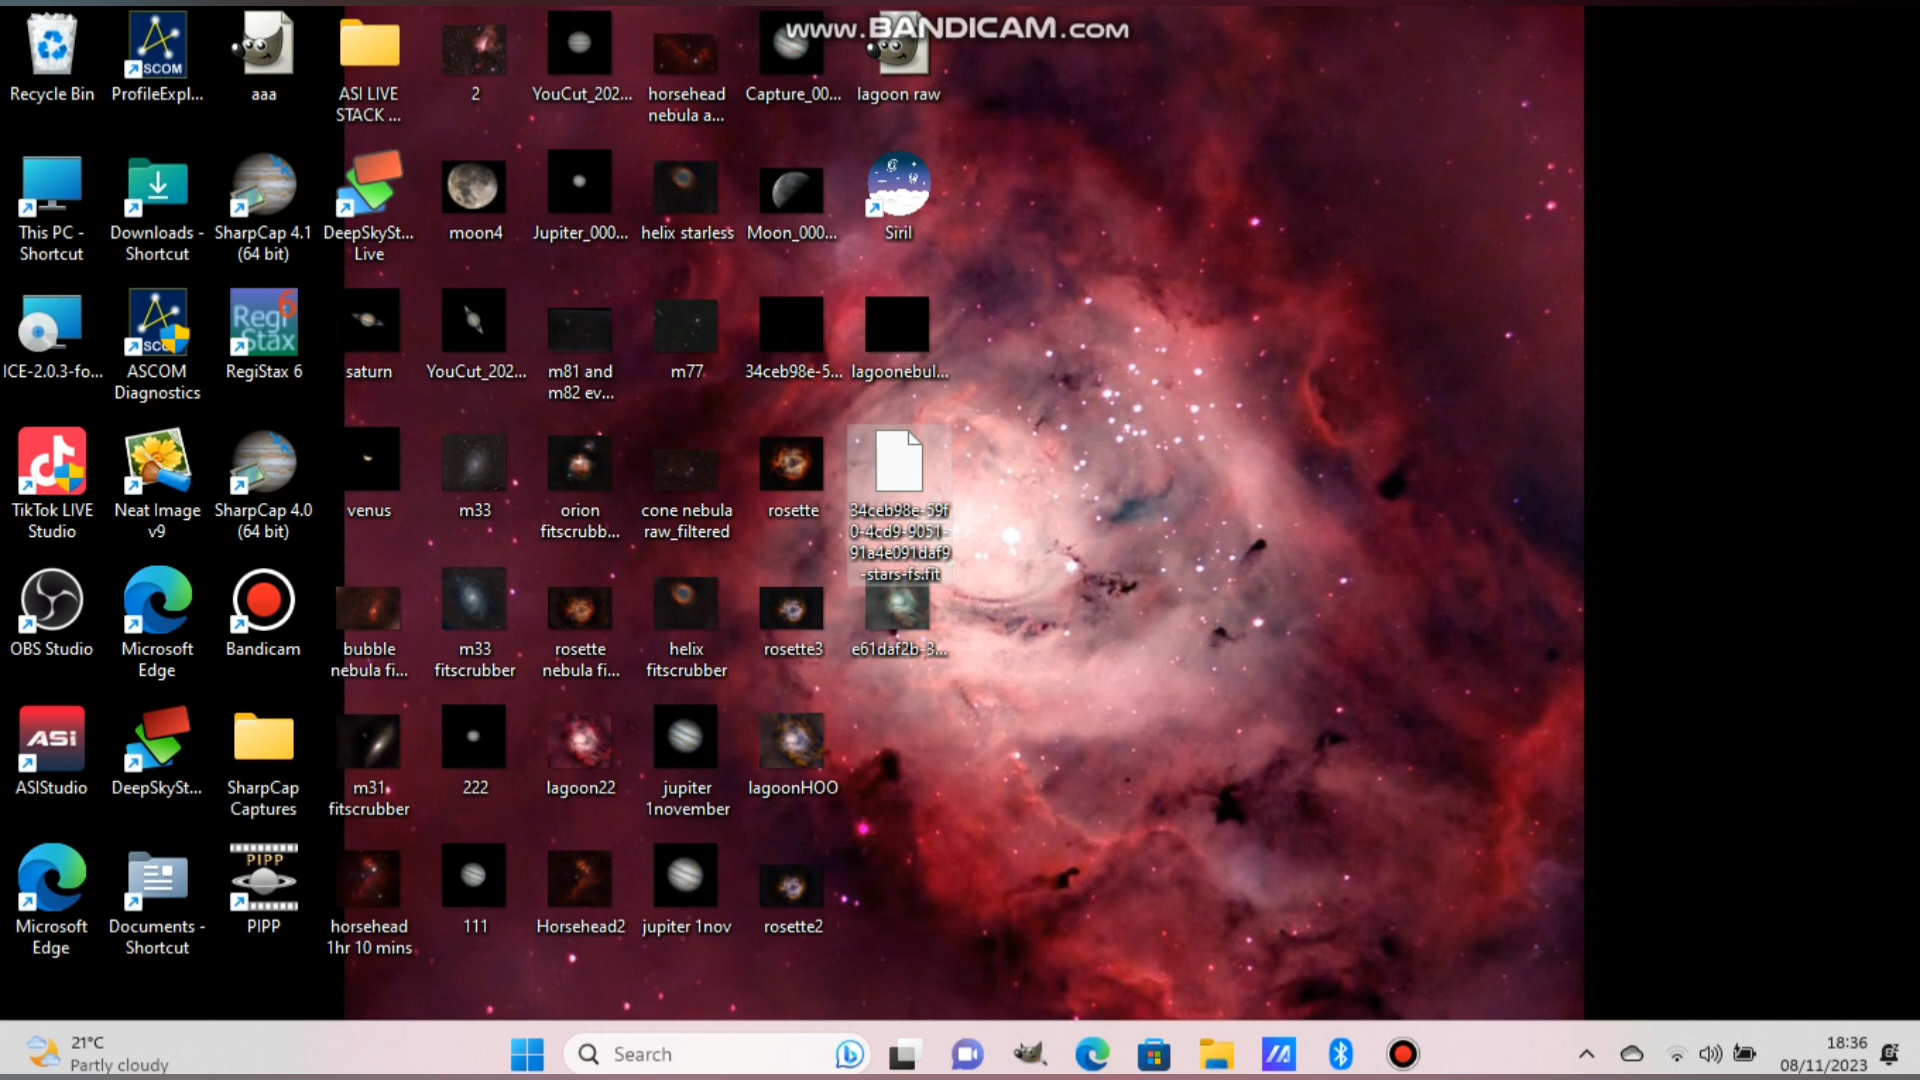 www.BANDICAM.com
Recycle Bin
ProfileExpl...
aaa
ASI LIVE
STACK ...
2
YouCut_202...
horsehead
nebula a...
Capture_00...
lagoon raw
This PC -
Shortcut
Downloads -
Shortcut
SharpCap 4.1
(64 bit)
DeepSkySt...
Live
moon4
Jupiter_000...
helix starless
Moon_000...
Siril
ICE-2.0.3-fo...
ASCOM
Diagnostics
RegiStax 6
saturn
YouCut_202...
m81 and
m82 ev...
m77
34ceb98e-5...
lagoonebul...
TikTok LIVE
Studio
Neat Image
v9
SharpCap 4.0
(64 bit)
venus
m33
orion
fitscrubb...
cone nebula
raw_filtered
rosette
34ceb98e-59f
0-4cd9-9051-
91a4e091daf9
-stars-fs.fit
OBS Studio
Microsoft
Edge
Bandicam
bubble
nebula fi...
m33
fitscrubber
rosette
nebula fi...
helix
fitscrubber
rosette3
e61daf2b-3...
ASI
ASIStudio
DeepSkySt...
SharpCap
Captures
m31
fitscrubber
222
lagoon22
jupiter
1november
lagoonHOO
PIPP
Microsoft
Edge
Documents -
Shortcut
PIPP
horsehead
1hr 10 mins
111
Horsehead2
jupiter 1nov
rosette2
21°C
Partly cloudy
Search
18:36
08/11/2023